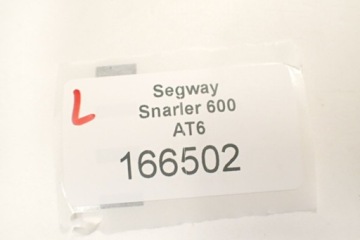 L
Segway
Snarler 600
AT6
166502